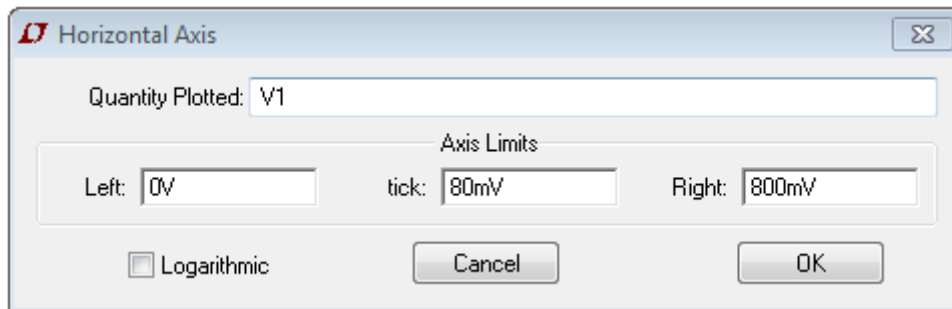 Horizontal Axis
Quantity Plotted: V1
Axis Limits
Left: 0V tick: 80mV Right: 800mV
Logarithmic Cancel OK